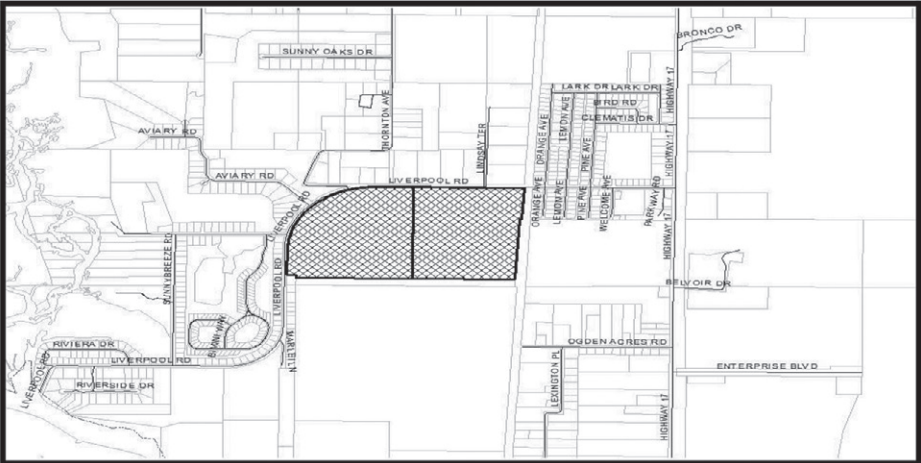 BRONCO DR
SUNNY OAKS DR
HIGHWAY 17
LARK DR LARK DR
BIRD RD
CLEMATIS DR
THORNTON AVE
ORANGE AVE
LEMON AVE
PINE AVE
LINDSAY TER
HIGHWAY 17
AVIARY RD
AVIARY RD
LIVERPOOL RD
ORANGE AVE
LEMON AVE
PINE AVE
WELCOME AVE
PARKWAY RD
LIVERPOOL RD
HIGHWAY 17
SUNNYBREEZE RD
LIVERPOOL RD
BELVOIR DR
RIVIERA DR
LIVERPOOL RD
OGDEN ACRES RD
LIVERPOOL RD
RIVERSIDE DR
LEXINGTON PL
ENTERPRISE BLVD
HIGHWAY 17